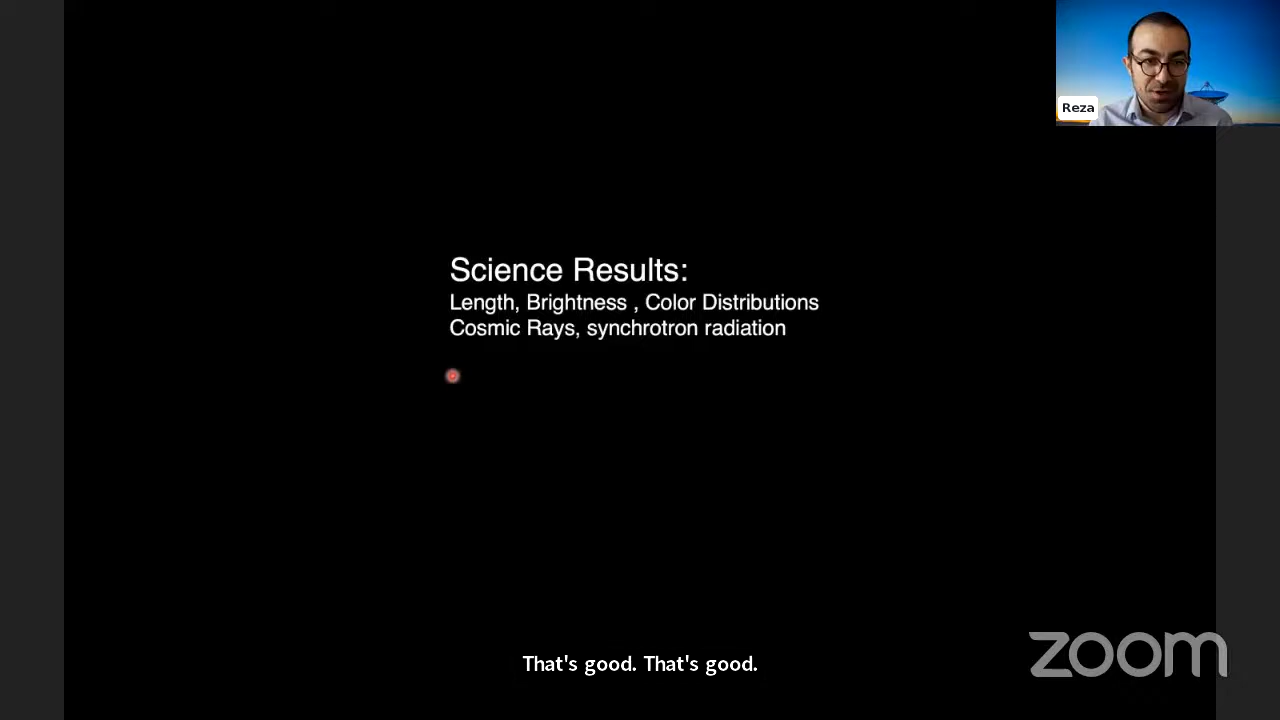 Reza
Science Results:
Length, Brightness , Color Distributions
Cosmic Rays, synchrotron radiation
That's good. That's good.
zoom